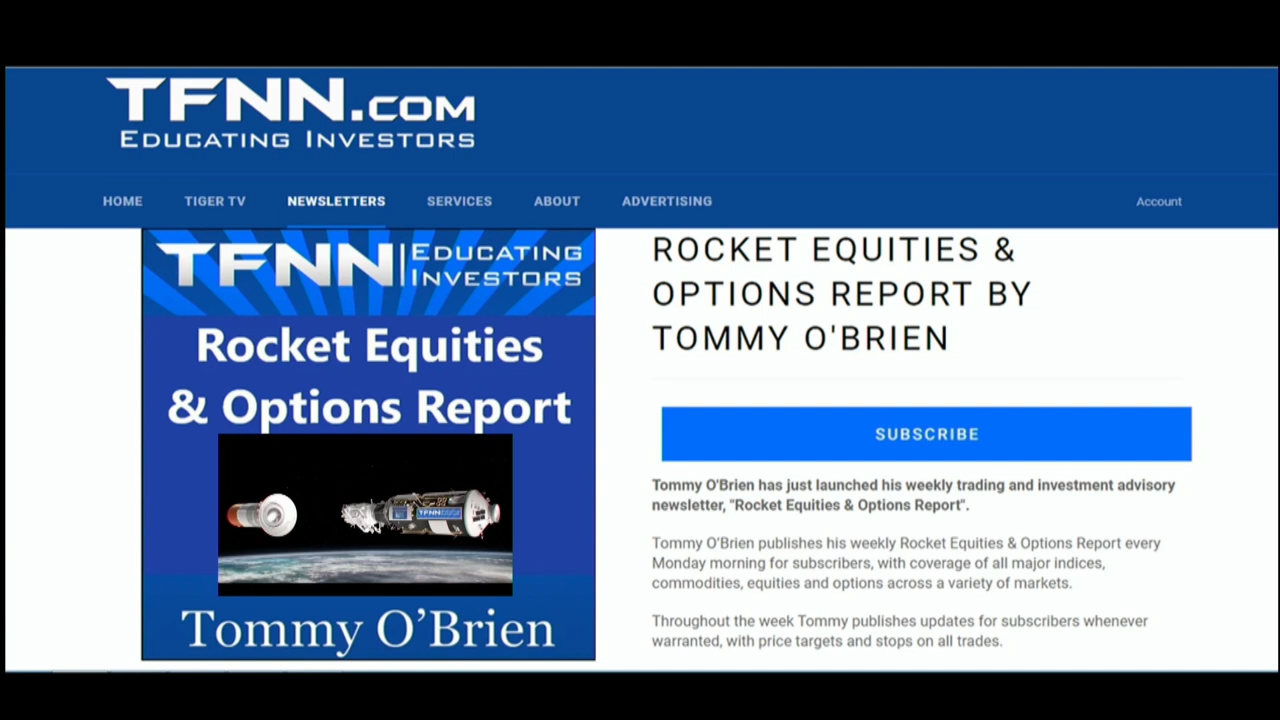 TFNN.COM
EDUCATING INVESTORS
HOME TIGER TV NEWSLETTERS SERVICES ABOUT ADVERTISING Account
TFNN EDUCATING
INVESTORS
Rocket Equities
& Options Report
TFNN.COM
Tommy O’Brien
ROCKET EQUITIES &
OPTIONS REPORT BY
TOMMY O'BRIEN
SUBSCRIBE
Tommy O'Brien has just launched his weekly trading and investment advisory
newsletter, "Rocket Equities & Options Report".
Tommy O’Brien publishes his weekly Rocket Equities & Options Report every
Monday morning for subscribers, with coverage of all major indices,
commodities, equities and options across a variety of markets.
Throughout the week Tommy publishes updates for subscribers whenever
warranted, with price targets and stops on all trades.